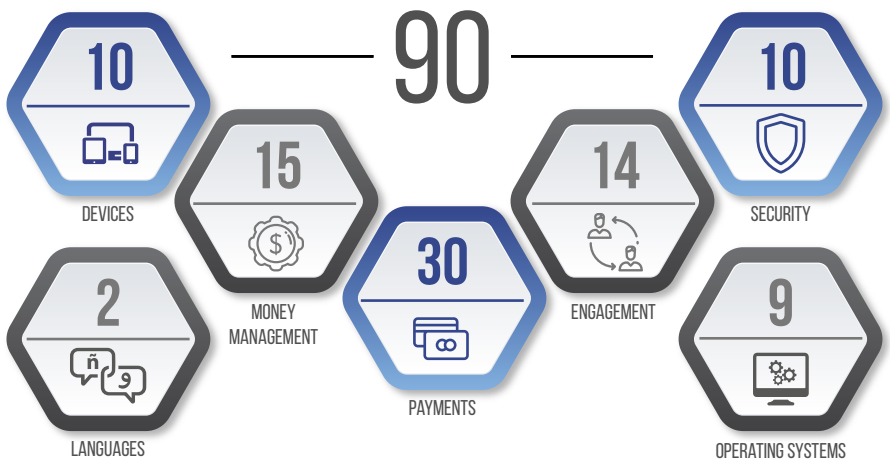 90
10
DEVICES
15
MONEY
MANAGEMENT
30
PAYMENTS
14
ENGAGEMENT
10
SECURITY
2
ñ
و
LANGUAGES
9
OPERATING SYSTEMS
$